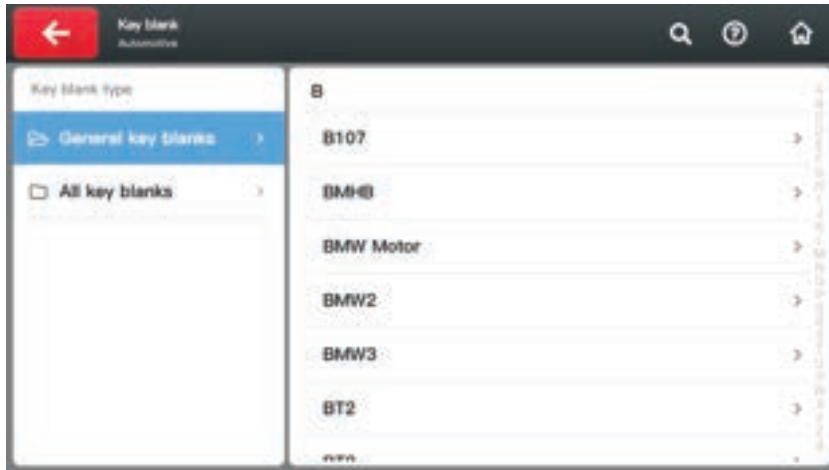 Key blank
Automotive
Key blank type
General key blanks
All key blanks
B
B107
BMHB
BMW Motor
BMW2
BMW3
BT2